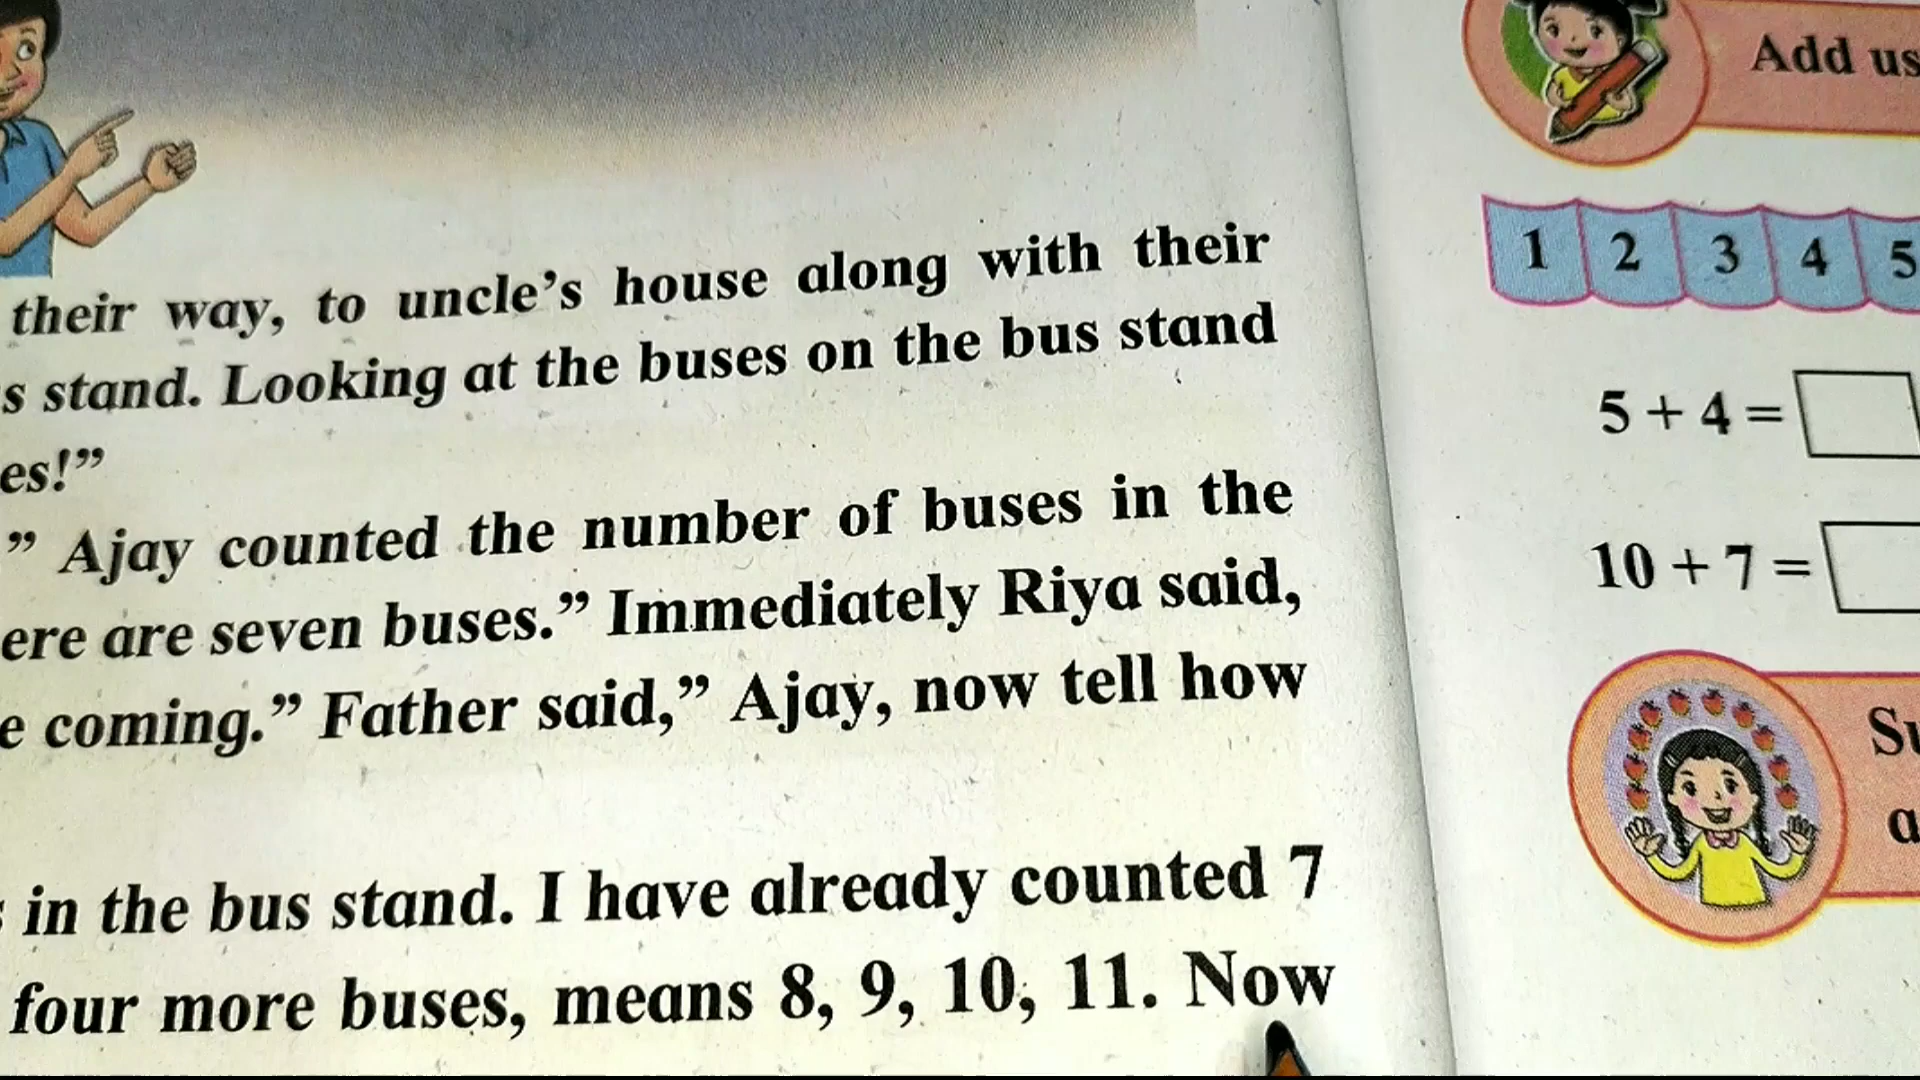 their way, to uncle's house along with their
s stand. Looking at the buses on the bus stand
es!”
” Ajay counted the number of buses in the
ere are seven buses.” Immediately Riya said,
e coming.” Father said,” Ajay, now tell how
in the bus stand. I have already counted 7
four more buses, means 8, 9, 10, 11. Now
Add us
1 2 3 4 5
5 + 4 =
10 + 7 =